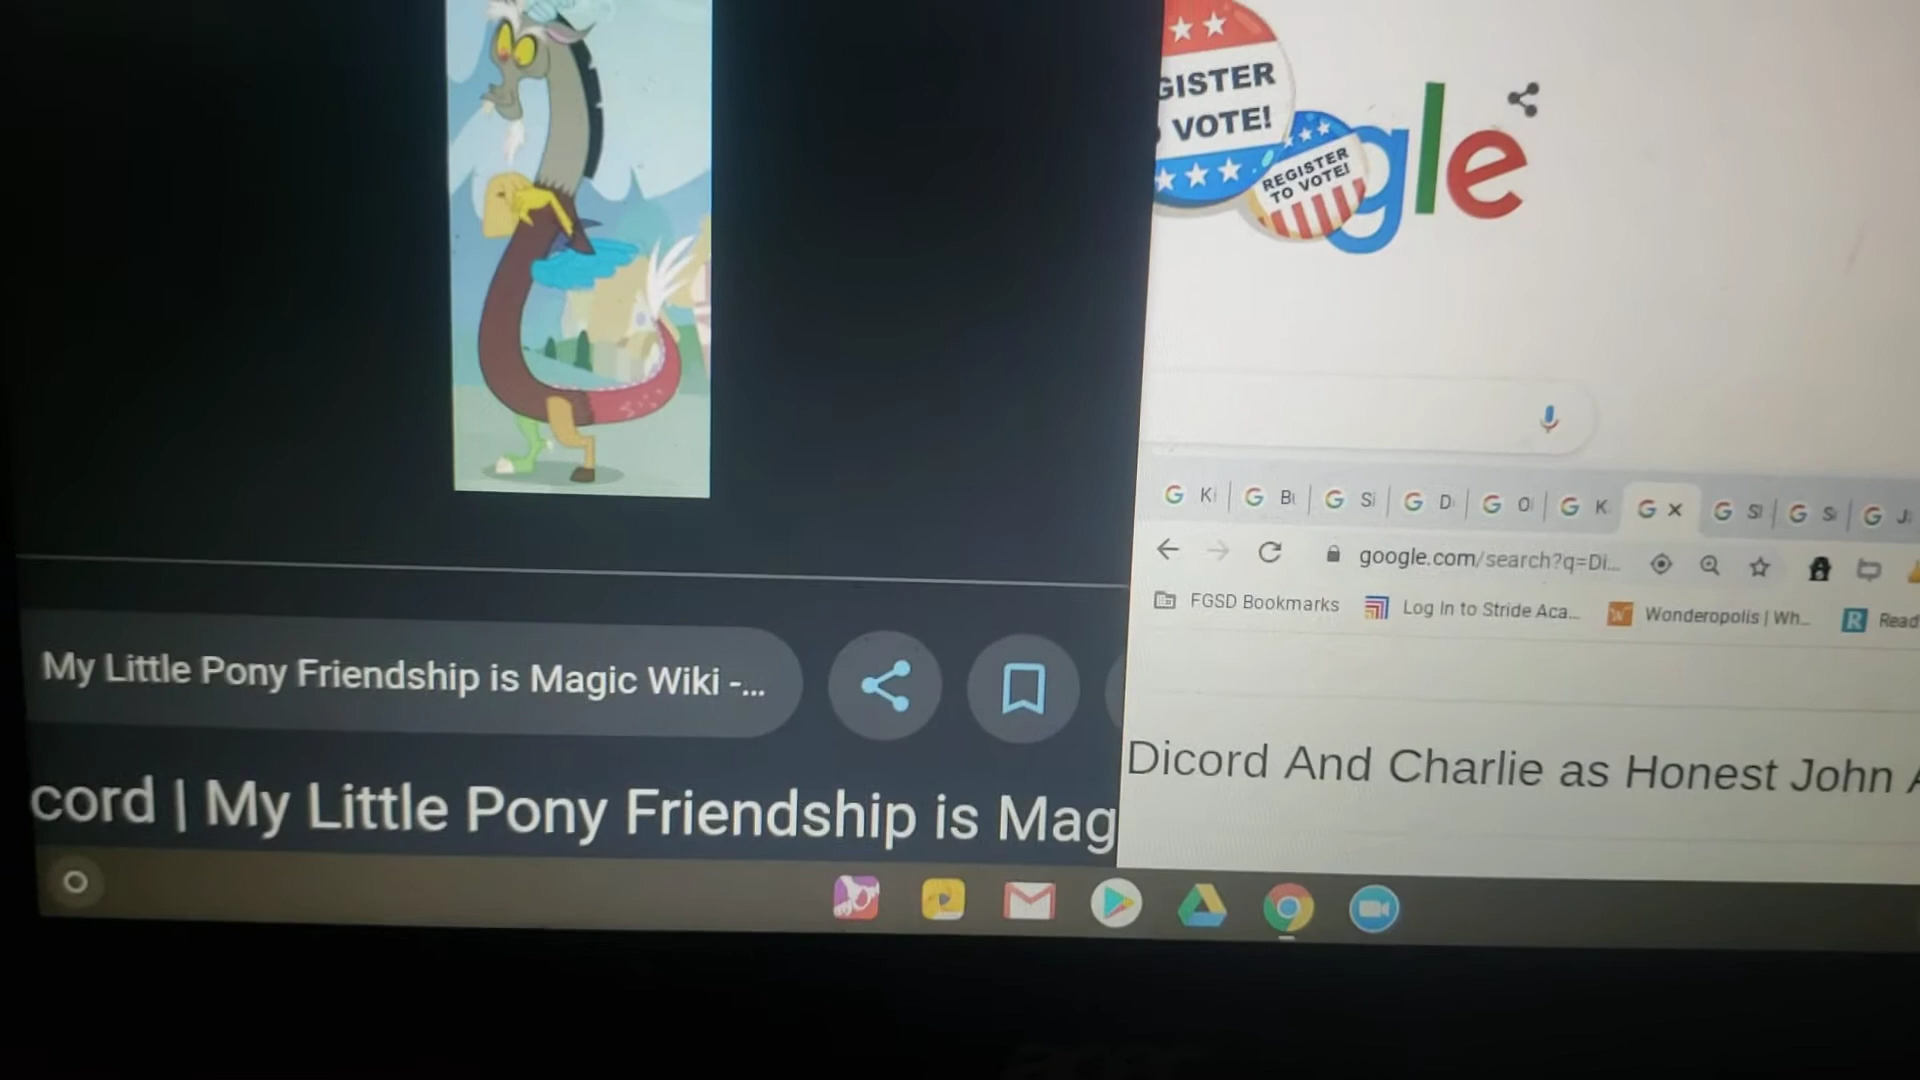 GISTER
VOTE!
REGISTER
TO VOTE!
gle
google.com/search?q=Di...
FGSD Bookmarks
Log In to Stride Aca...
Wonderopolis | Wh...
Read
My Little Pony Friendship is Magic Wiki -...
Dicord And Charlie as Honest John
cord | My Little Pony Friendship is Mag